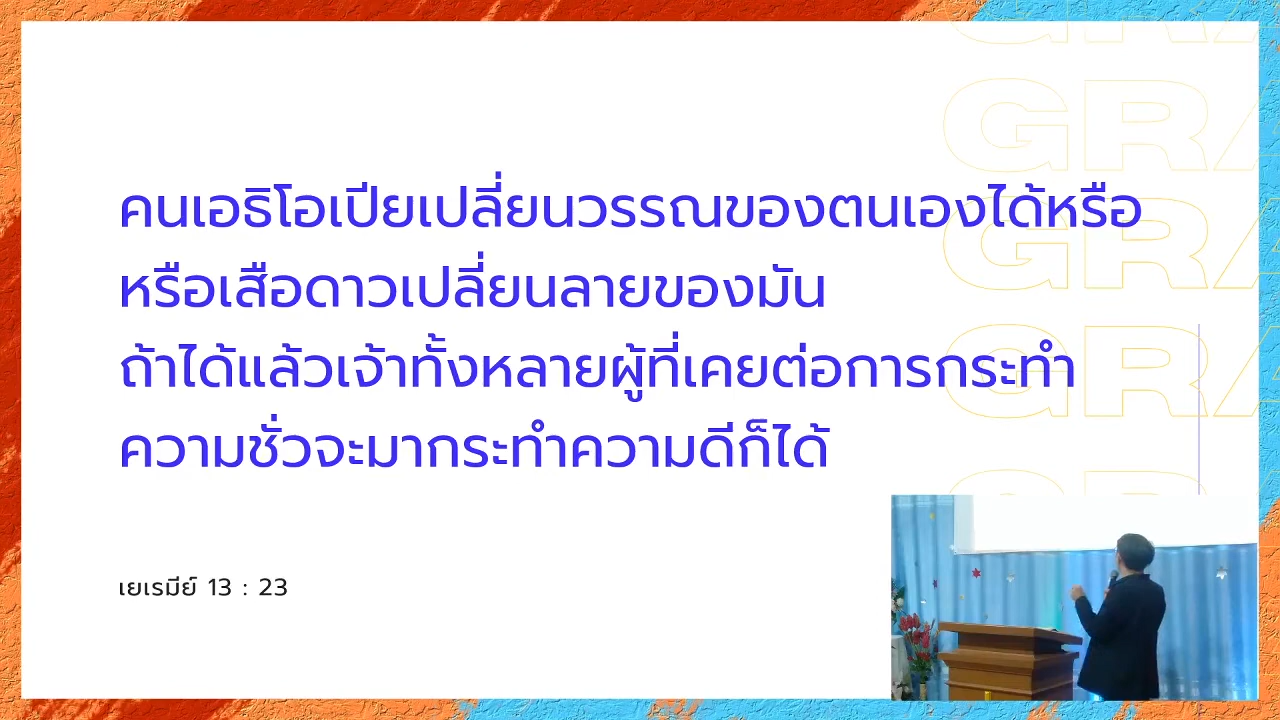 GRA
คนเอธิโอเปียเปลี่ยนวรรณของตนเองได้หรือ
GRA
หรือเสือดาวเปลี่ยนลายของมัน
ถ้าได้แล้วเจ้าทั้งหลายผู้ที่เคยต่อการกระทำ
GRA
ความชั่วจะมากระทำความดีก็ได้
เยเรมีย์ 13 : 23